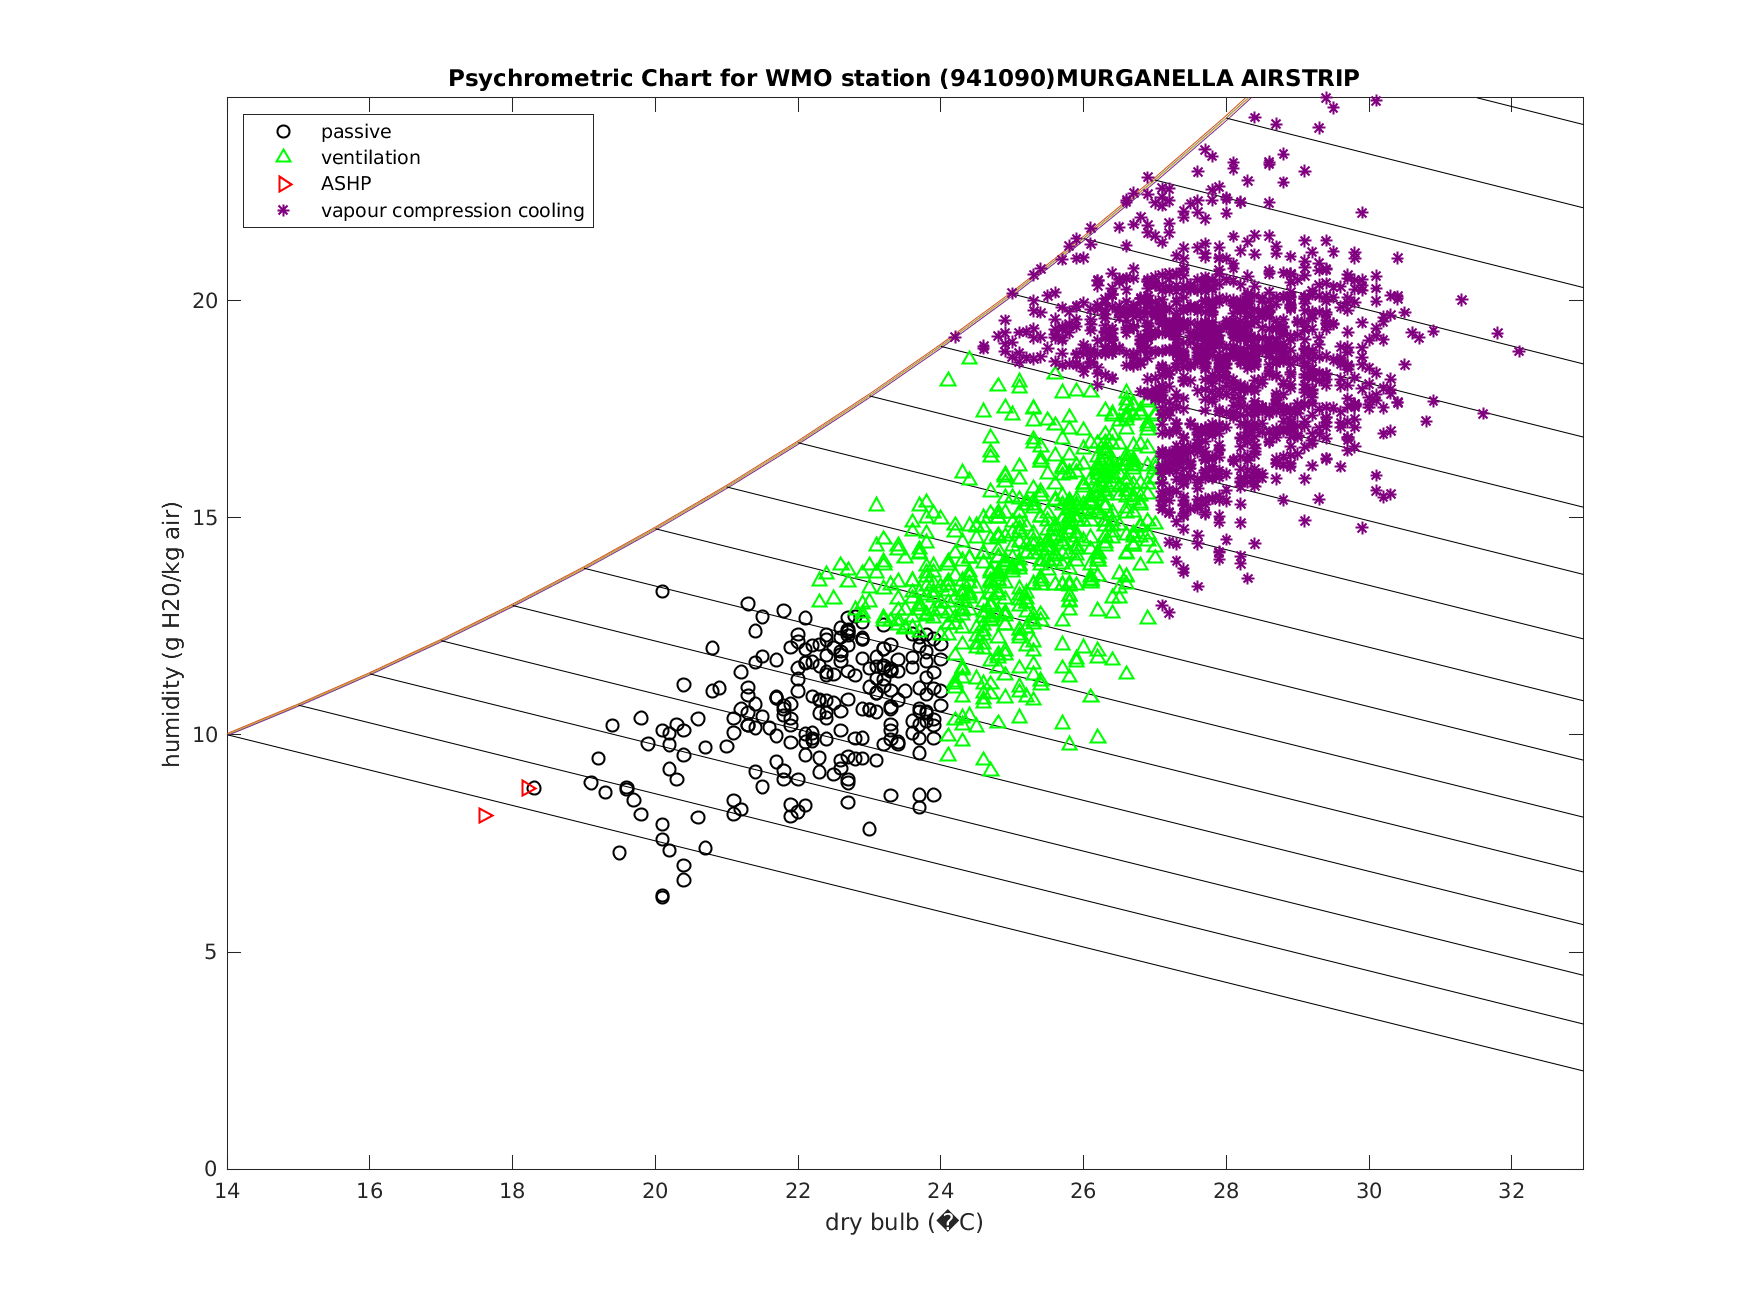 Psychrometric Chart for WMO station (941090)MURGANELLA AIRSTRIP
passive
ventilation
ASHP
vapour compression cooling
humidity (g H20/kg air)
20
15
10
5
0
14 16 18 20 22 24 26 28 30 32
dry bulb (�C)